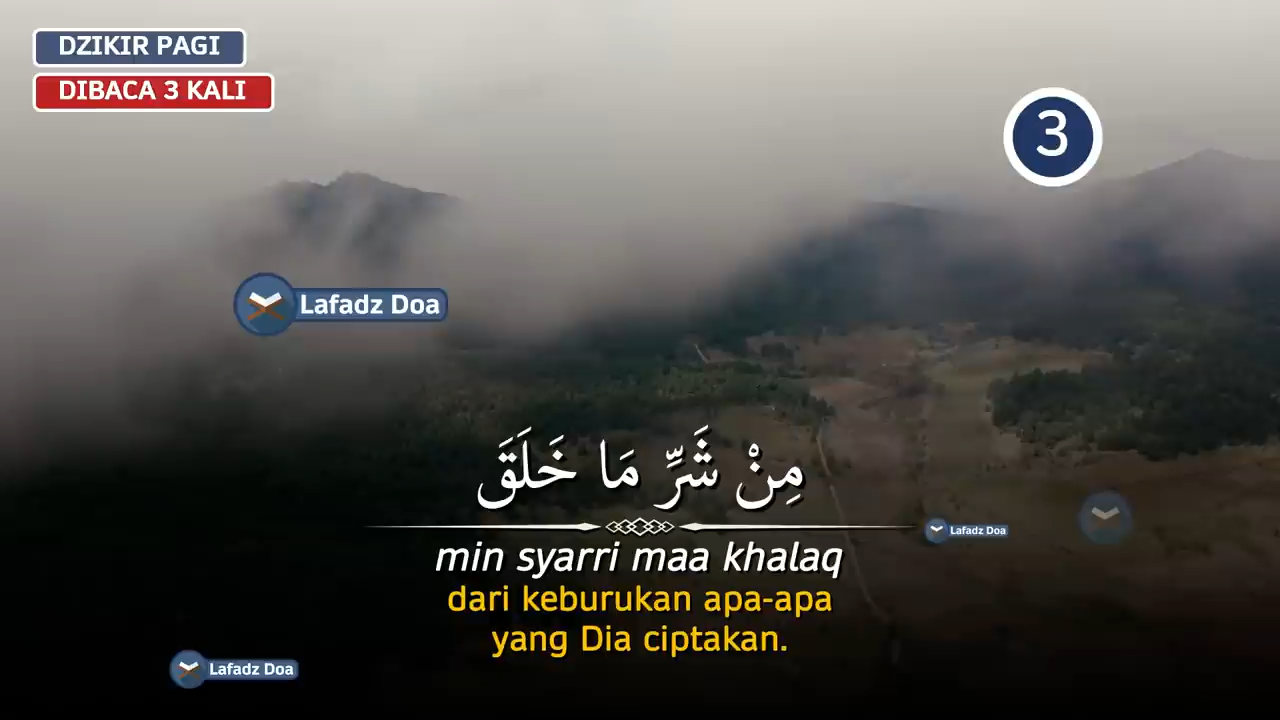 DZIKIR PAGI
DIBACA 3 KALI
3
Lafadz Doa
مِنْ شَرِّ مَا خَلَقَ
Lafadz Doa
min syarri maa khalaq
dari keburukan apa-apa
yang Dia ciptakan.
Lafadz Doa